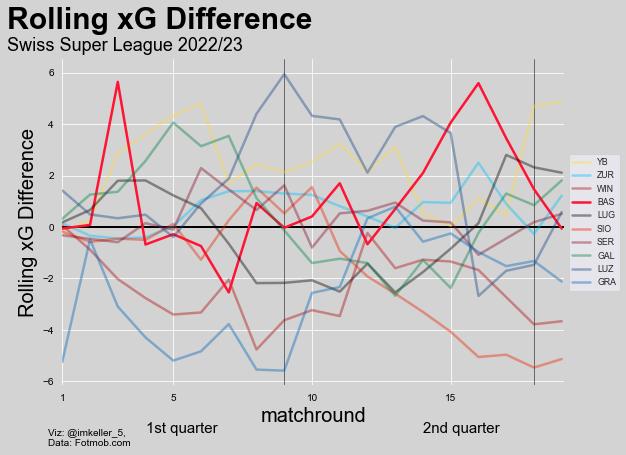 Rolling xG Difference
Swiss Super League 2022/23
Rolling xG Difference
6
4
2
0
−2
−4
−6
1
5
10
15
matchround
1st quarter
2nd quarter
YB
ZUR
WIN
BAS
LUG
SIO
SER
GAL
LUZ
GRA
Viz: @imkeller_5,
Data: Fotmob.com